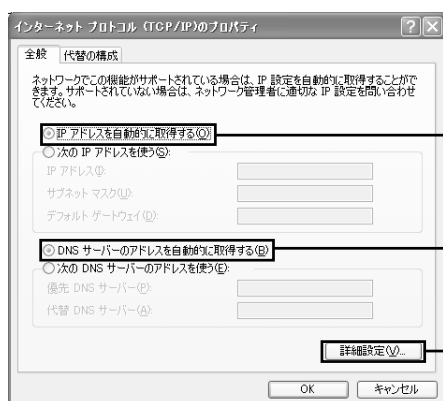 インターネット プロトコル (TCP/IP)のプロパティ
全般 代替の構成
ネットワークでこの機能がサポートされている場合は、IP 設定を自動的に取得することがで
きます。サポートされていない場合は、ネットワーク管理者に適切な IP 設定を問い合わせ
てください。
IP アドレスを自動的に取得する(O)
次の IP アドレスを使う(S):
IP アドレス(I):
サブネット マスク(U):
デフォルト ゲートウェイ(D):
DNS サーバーのアドレスを自動的に取得する(B)
次の DNS サーバーのアドレスを使う(E):
優先 DNS サーバー(P):
代替 DNS サーバー(A):
詳細設定(V)...
OK キャンセル